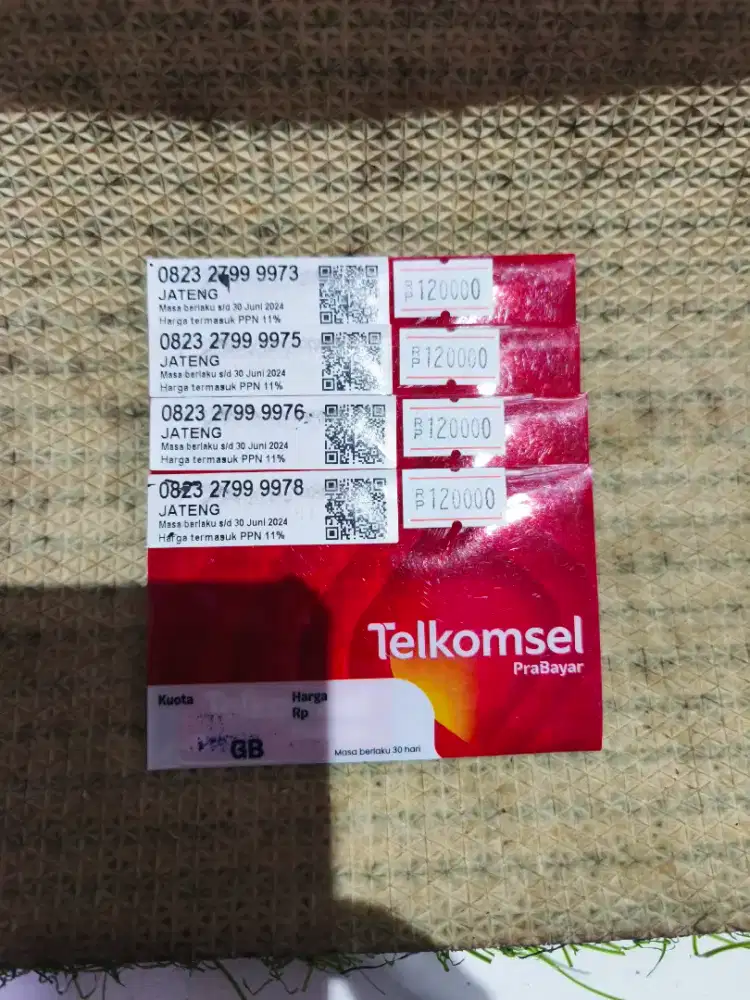 0823 2799 9973
JATENG
Masa berlaku s/d 30 Juni 2024
Harga termasuk PPN 11%
RP 120000
0823 2799 9975
JATENG
Masa berlaku s/d 30 Juni 2024
Harga termasuk PPN 11%
RP 120000
0823 2799 9976
JATENG
Masa berlaku s/d 30 Juni 2024
Harga termasuk PPN 11%
RP 120000
0823 2799 9978
JATENG
Masa berlaku s/d 30 Juni 2024
Harga termasuk PPN 11%
RP 120000
Telkomsel
PraBayar
Kuota
Harga
Rp
GB
Masa berlaku 30 hari